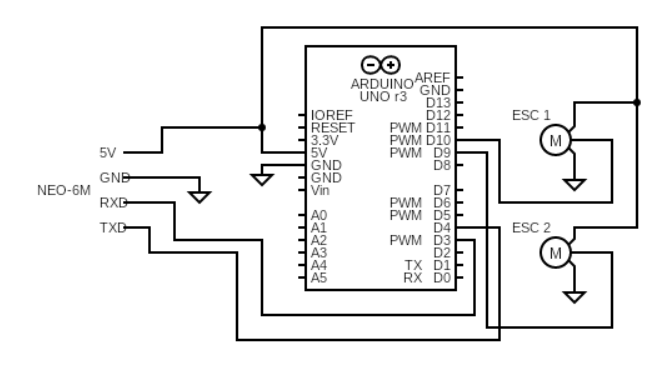 ARDUINO
UNO r3
AREF
GND
D13
IOREF
D12
RESET
PWM D11
3.3V
PWM D10
5V
PWM D9
GND
D8
GND
Vin
D7
PWM D6
A0
PWM D5
A1
D4
A2
PWM D3
A3
D2
A4
TX D1
A5
RX D0
NEO-6M
5V
GND
RXD
TXD
ESC 1
M
ESC 2
M